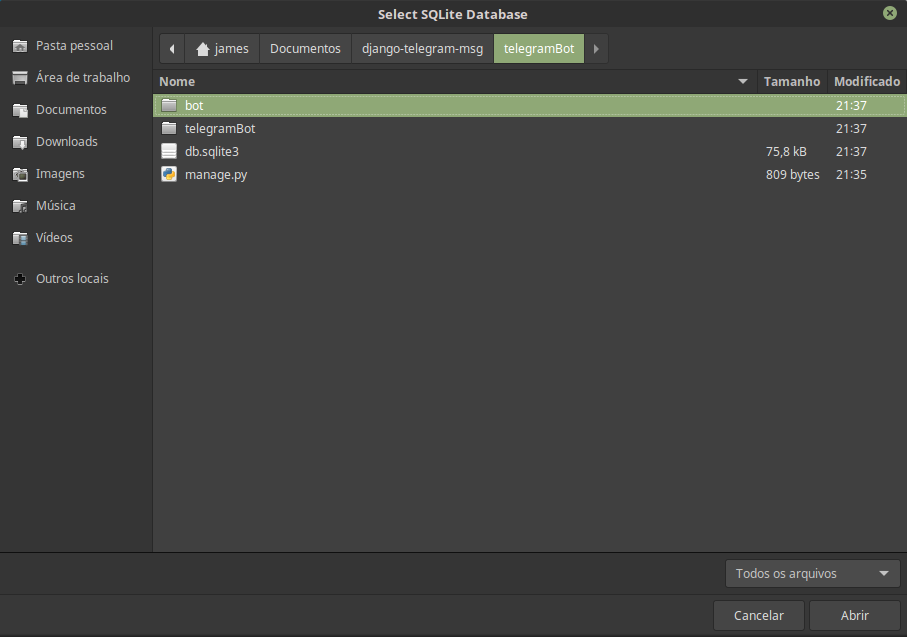 Select SQLite Database
Pasta pessoal
Área de trabalho
Documentos
Downloads
Imagens
Música
Vídeos
Outros locais
james Documentos django-telegram-msg telegramBot
Nome Tamanho Modificado
bot 21:37
telegramBot 21:37
db.sqlite3 75,8 kB 21:37
manage.py 809 bytes 21:35
Todos os arquivos
Cancelar Abrir